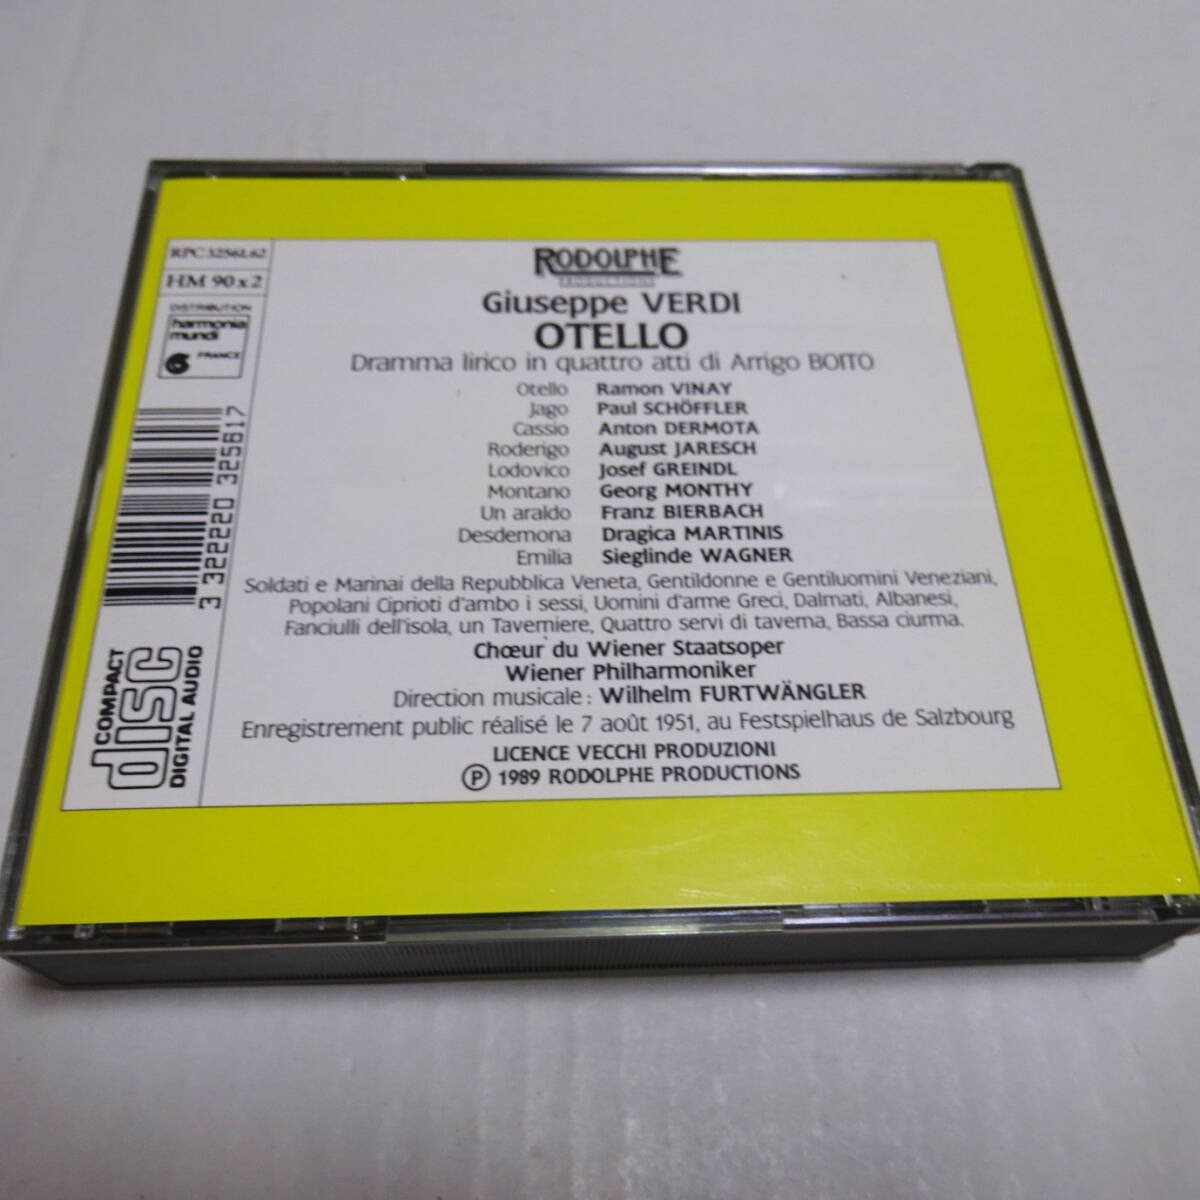 RPC 32561.62
HM 90 x 2
DISTRIBUTION
harmonia
mundi
FRANCE
3 322220 325617
COMPACT
disc
DIGITAL AUDIO
RODOLPHE
PRODUCTIONS
Giuseppe VERDI
OTELLO
Dramma lirico in quattro atti di Arrigo BOITO
Otello Ramon VINAY
Jago Paul SCHÖFFLER
Cassio Anton DERMOTA
Roderigo August JARESCH
Lodovico Josef GREINDL
Montano Georg MONTHY
Un araldo Franz BIERBACH
Desdemona Dragica MARTINIS
Emilia Sieglinde WAGNER
Soldati e Marinai della Repubblica Veneta, Gentildonne e Gentiluomini Veneziani,
Popolani Ciprioti d'ambo i sessi, Uomini d'arme Greci, Dalmati, Albanesi,
Fanciulli dell'isola, un Taverniere, Quattro servi di taverna, Bassa ciurma.
Chœur du Wiener Staatsoper
Wiener Philharmoniker
Direction musicale : Wilhelm FURTWÄNGLER
Enregistrement public réalisé le 7 août 1951, au Festspielhaus de Salzbourg
LICENCE VECCHI PRODUZIONI
Ⓟ 1989 RODOLPHE PRODUCTIONS